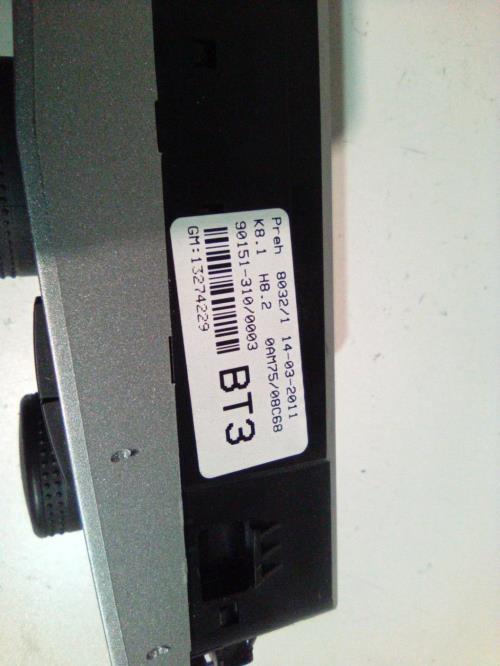 Preh 8032/1 14-03-2011
K8.1 H8.2 0AM75/08C68
90151-310/0003
BT3
GM:13274229